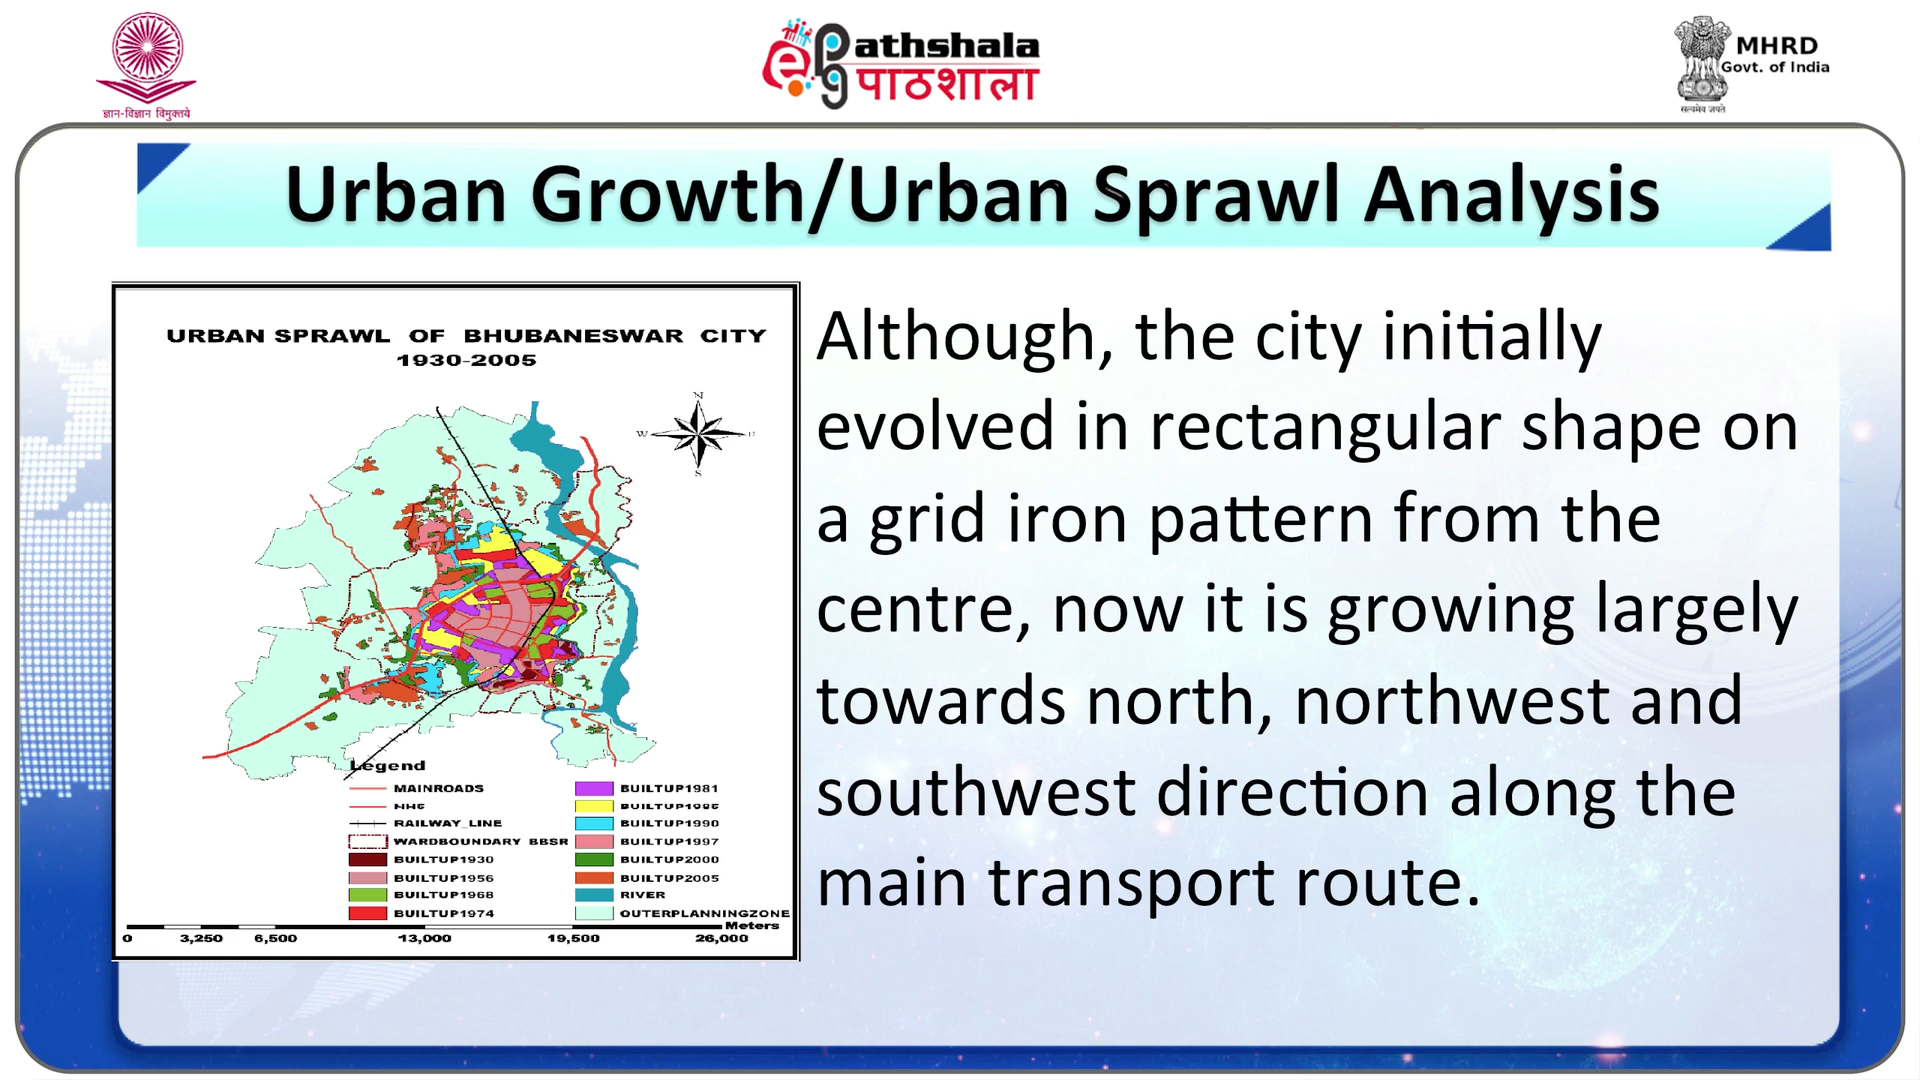 ज्ञान-विज्ञान विमुक्तये
ePG Pathshala
पाठशाला
MHRD
Govt. of India
सत्यमेव जयते
Urban Growth/Urban Sprawl Analysis
URBAN SPRAWL OF BHUBANESWAR CITY
1930-2005
N
W
S
Legend
MAINROADS
RAILWAY_LINE
WARDBOUNDARY BBSR
BUILTUP1930
BUILTUP1956
BUILTUP1968
BUILTUP1974
BUILTUP1981
BUILTUP1990
BUILTUP1997
BUILTUP2000
BUILTUP2005
RIVER
OUTERPLANNINGZONE
Meters
0 3,250 6,500 13,000 19,500 26,000
Although, the city initially
evolved in rectangular shape on
a grid iron pattern from the
centre, now it is growing largely
towards north, northwest and
southwest direction along the
main transport route.